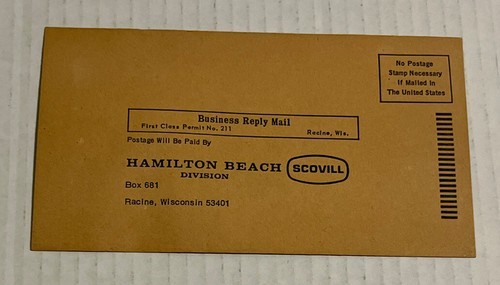 No Postage
Stamp Necessary
If Mailed In
The United States
Business Reply Mail
First Class Permit No. 211 Racine, Wis.
Postage Will Be Paid By
HAMILTON BEACH SCOVILL
DIVISION
Box 681
Racine, Wisconsin 53401